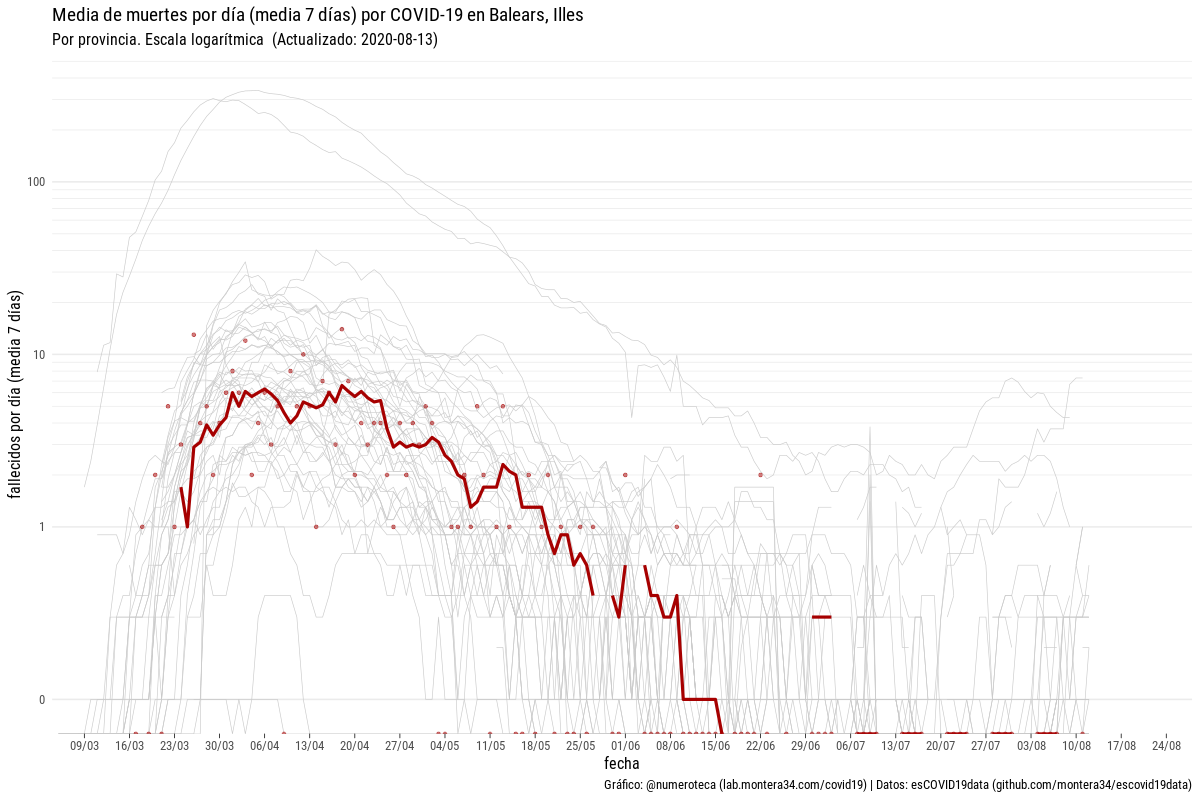 Media de muertes por día (media 7 días) por COVID-19 en Balears, Illes
Por provincia. Escala logarítmica (Actualizado: 2020-08-13)
fallecidos por día (media 7 días)
100
10
1
0
09/03 16/03 23/03 30/03 06/04 13/04 20/04 27/04 04/05 11/05 18/05 25/05 01/06 08/06 15/06 22/06 29/06 06/07 13/07 20/07 27/07 03/08 10/08 17/08 24/08
fecha
Gráfico: @numeroteca (lab.montera34.com/covid19) | Datos: esCOVID19data (github.com/montera34/escovid19data)